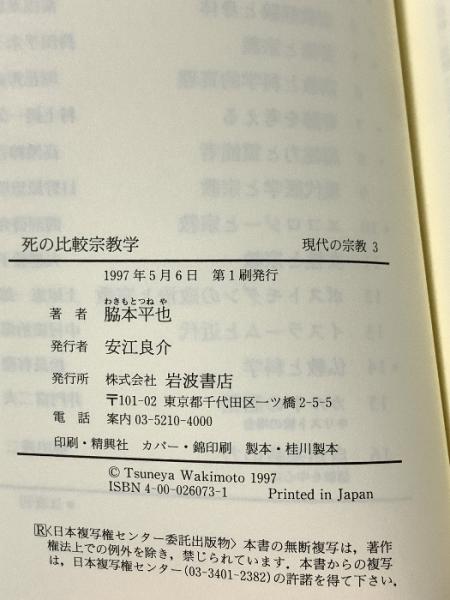 死の比較宗教学 現代の宗教 3
1997年5月6日 第1刷発行
わきもとつね や
著者 脇本平也
発行者 安江良介
発行所 株式会社 岩波書店
〒101-02 東京都千代田区一ツ橋2-5-5
電話 案内03-5210-4000
印刷・精興社 カバー・錦印刷 製本・桂川製本
© Tsuneya Wakimoto 1997
ISBN 4-00-026073-1 Printed in Japan
Ⓡ〈日本複写権センター委託出版物〉本書の無断複写は，著作
権法上での例外を除き，禁じられています．本書からの複写
は，日本複写権センター(03-3401-2382)の許諾を得て下さい．